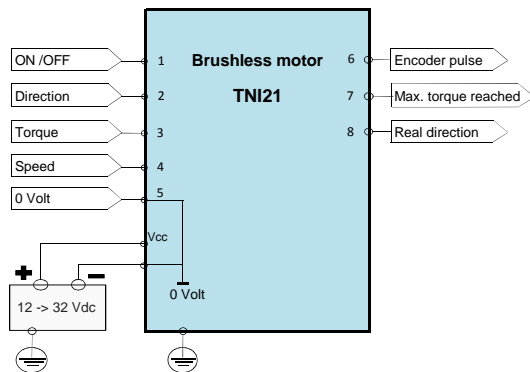 Brushless motor
TNI21
ON /OFF
1
Direction
2
Torque
3
Speed
4
0 Volt
5
Vcc
0 Volt
+
–
12 -> 32 Vdc
6
Encoder pulse
7
Max. torque reached
8
Real direction